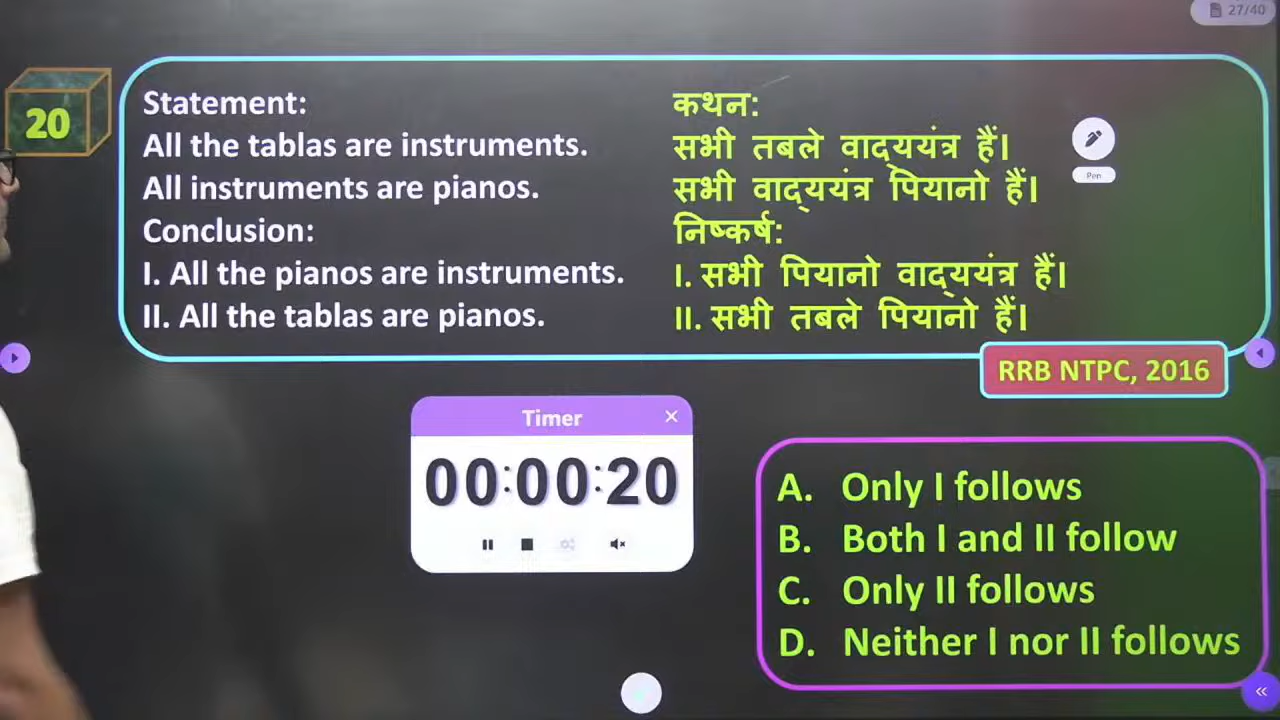 27/40
20
Statement:
All the tablas are instruments.
All instruments are pianos.
Conclusion:
I. All the pianos are instruments.
II. All the tablas are pianos.
कथन:
सभी तबले वाद्ययंत्र हैं।
सभी वाद्ययंत्र पियानो हैं।
निष्कर्ष:
I. सभी पियानो वाद्ययंत्र हैं।
II. सभी तबले पियानो हैं।
Pen
RRB NTPC, 2016
Timer
00:00:20
A. Only I follows
B. Both I and II follow
C. Only II follows
D. Neither I nor II follows